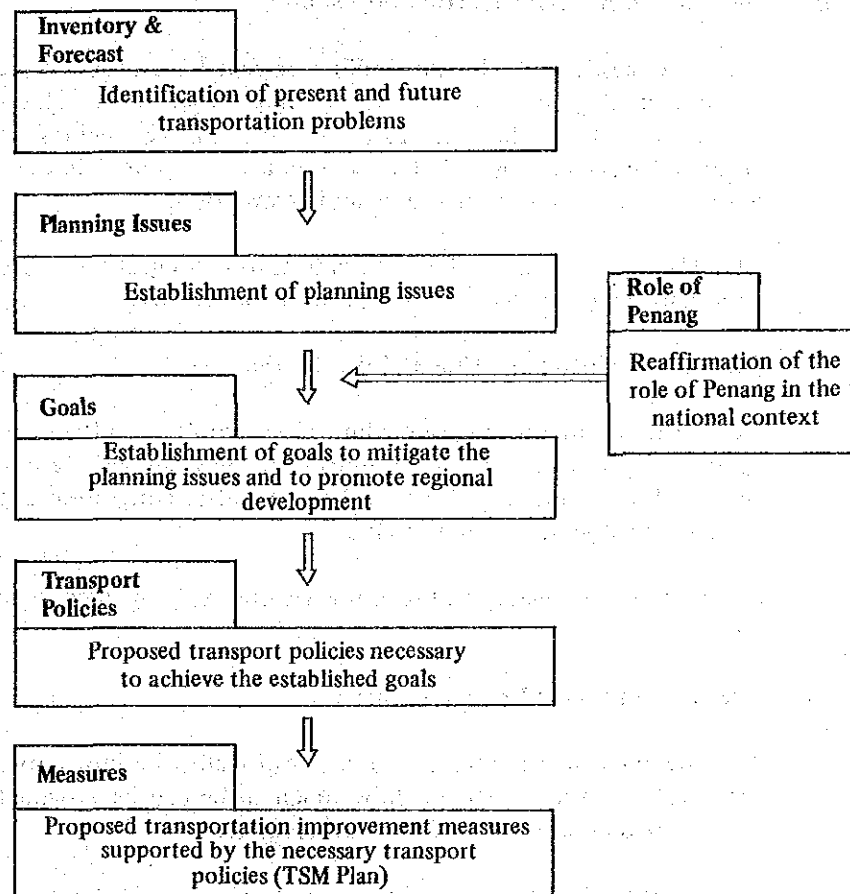 Inventory &
Forecast
Identification of present and future
transportation problems
Planning Issues
Establishment of planning issues
Role of
Penang
Reaffirmation of the
role of Penang in the
national context
Goals
Establishment of goals to mitigate the
planning issues and to promote regional
development
Transport
Policies
Proposed transport policies necessary
to achieve the established goals
Measures
Proposed transportation improvement measures
supported by the necessary transport
policies (TSM Plan)